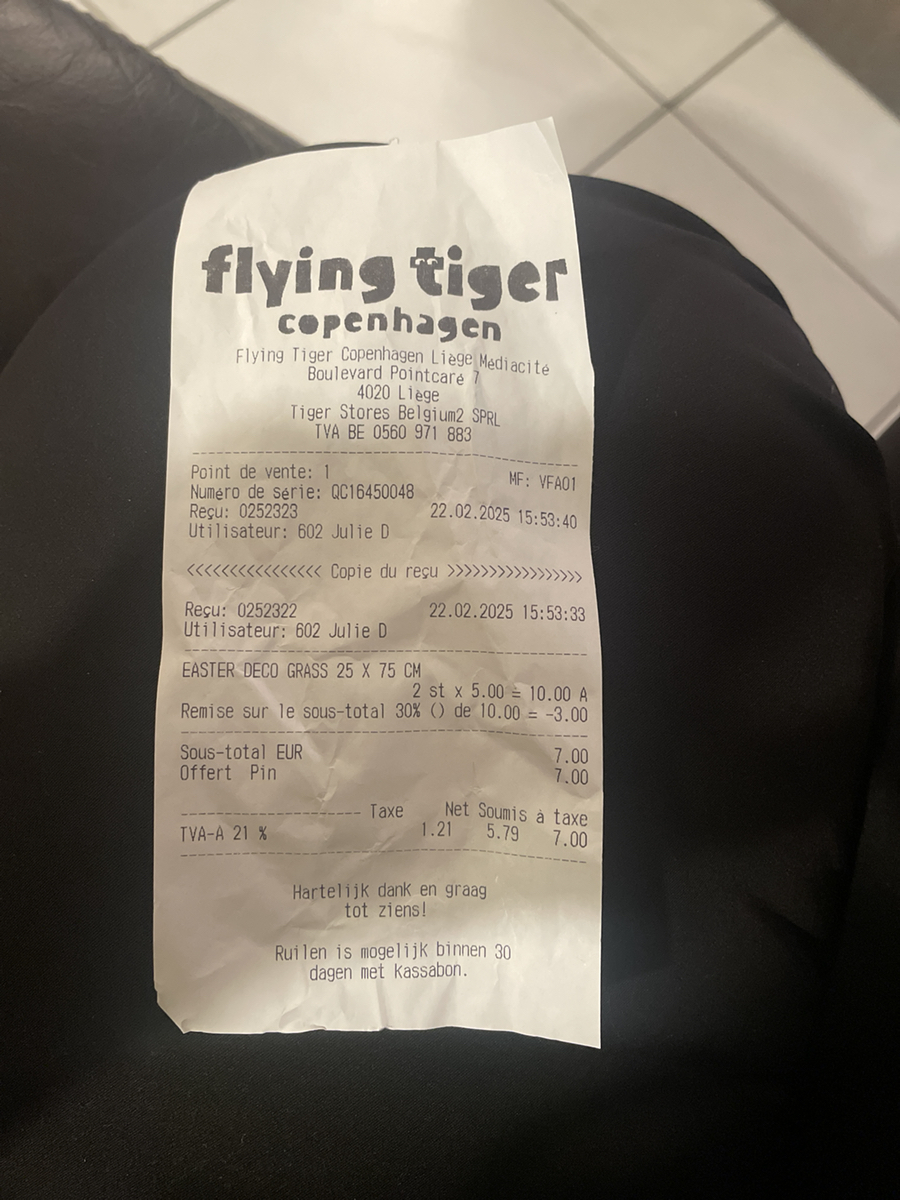 flying tiger
copenhagen
Flying Tiger Copenhagen Liège Médiacité
Boulevard Pointcaré 7
4020 Liège
Tiger Stores Belgium2 SPRL
TVA BE 0560 971 883
Point de vente: 1 MF: VFA01
Numéro de série: QC16450048
Reçu: 0252323 22.02.2025 15:53:40
Utilisateur: 602 Julie D
<<<<<<<<<<<<<<<< Copie du reçu >>>>>>>>>>>>>>>>
Reçu: 0252322 22.02.2025 15:53:33
Utilisateur: 602 Julie D
EASTER DECO GRASS 25 X 75 CM
2 st x 5.00 = 10.00 A
Remise sur le sous-total 30% () de 10.00 = -3.00
Sous-total EUR 7.00
Offert Pin 7.00
-------------------- Taxe Net Soumis à taxe
TVA-A 21 % 1.21 5.79 7.00
Hartelijk dank en graag
tot ziens!
Ruilen is mogelijk binnen 30
dagen met kassabon.